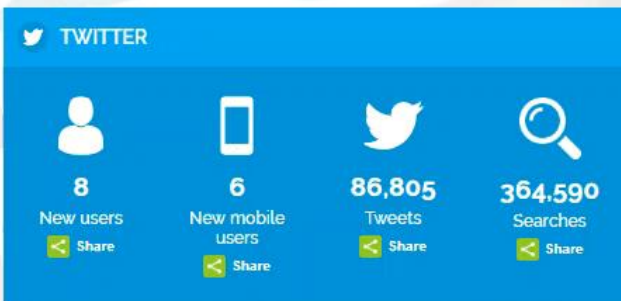 TWITTER
8
New users
Share
6
New mobile
users
Share
86,805
Tweets
Share
364,590
Searches
Share